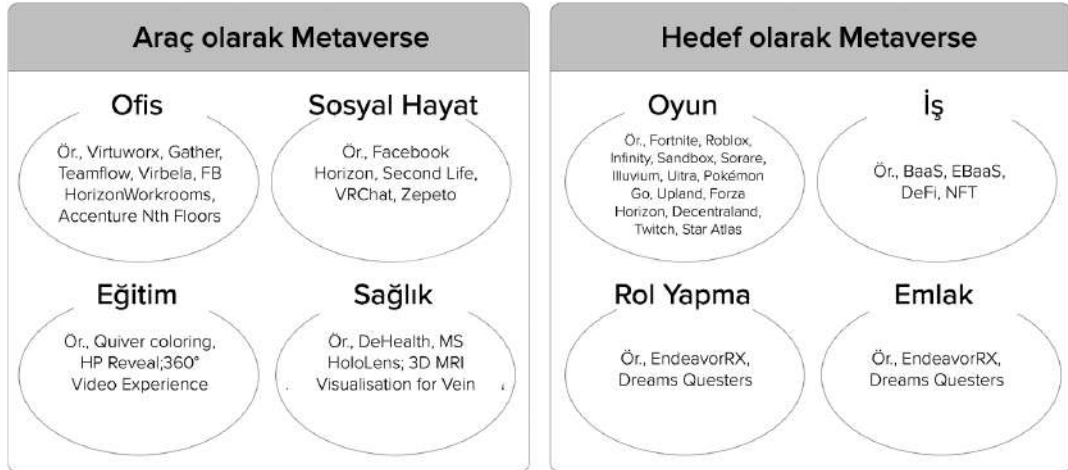 Araç olarak Metaverse
Ofis
Ör., Virtuworx, Gather,
Teamflow, Virbela, FB
HorizonWorkrooms,
Accenture Nth Floors
Sosyal Hayat
Ör., Facebook
Horizon, Second Life,
VRChat, Zepeto
Eğitim
Ör., Quiver coloring,
HP Reveal;360°
Video Experience
Sağlık
Ör., DeHealth, MS
HoloLens; 3D MRI
Visualisation for Vein
Hedef olarak Metaverse
Oyun
Ör., Fortnite, Roblox,
Infinity, Sandbox, Sorare,
Illuvium, Uitra, Pokémon
Go, Upland, Forza
Horizon, Decentraland,
Twitch, Star Atlas
İş
Ör., BaaS, EBaaS,
DeFi, NFT
Rol Yapma
Ör., EndeavorRX,
Dreams Questers
Emlak
Ör., EndeavorRX,
Dreams Questers